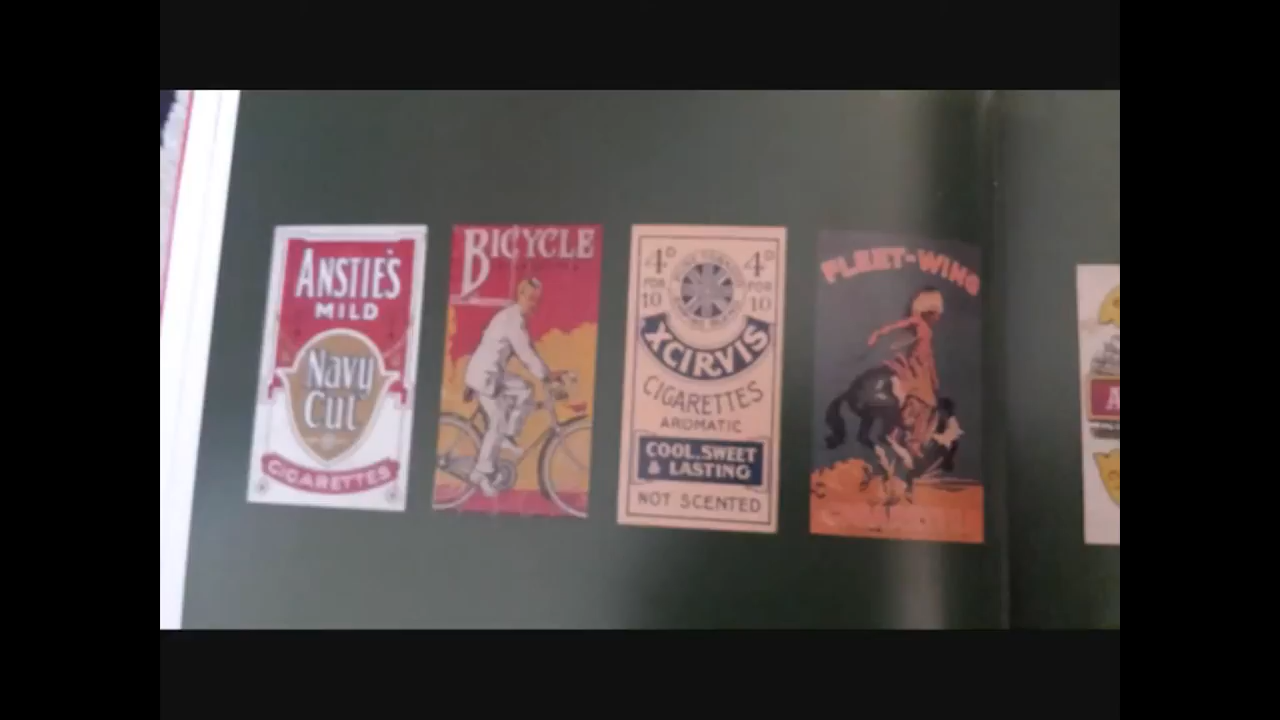 ANSTIE'S
MILD
Navy
Cut
CIGARETTES
BICYCLE
4D 4D
FOR FOR
10 10
XCIRVIS
CIGARETTES
AROMATIC
COOL. SWEET
& LASTING
NOT SCENTED
FLEET-WING
A